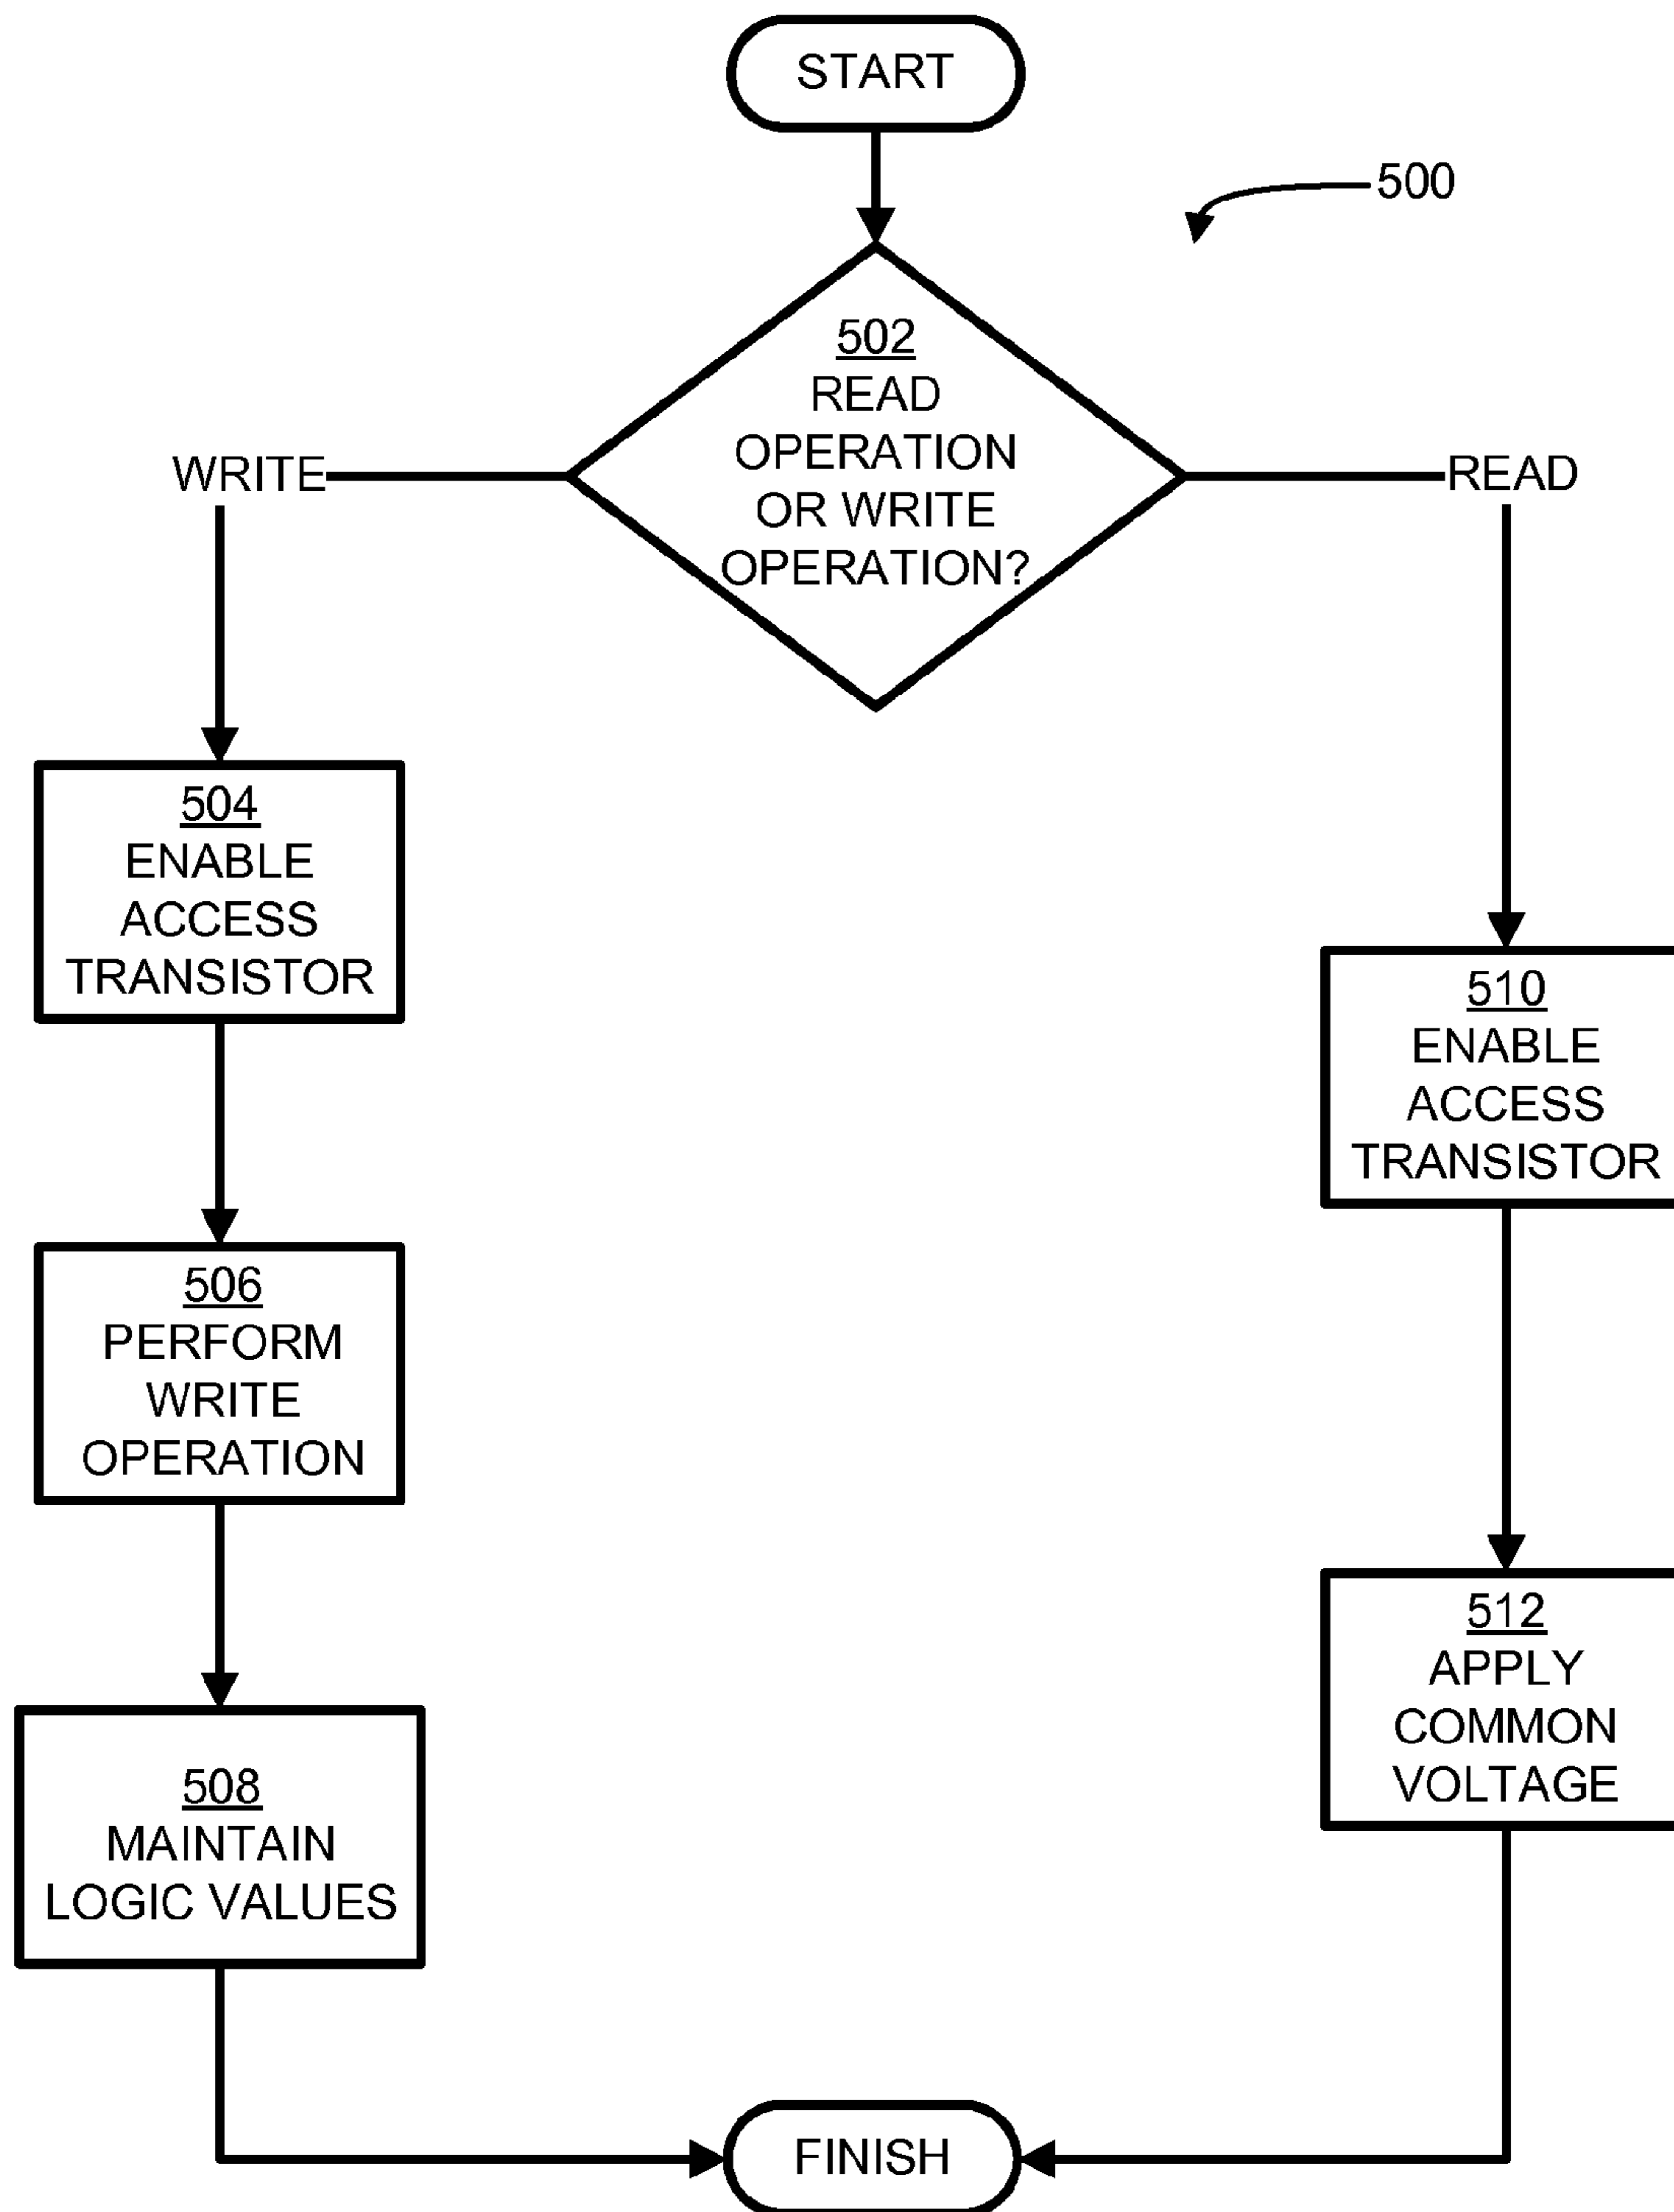 START
500
502
READ
OPERATION
OR WRITE
OPERATION?
WRITE
READ
504
ENABLE
ACCESS
TRANSISTOR
510
ENABLE
ACCESS
TRANSISTOR
506
PERFORM
WRITE
OPERATION
512
APPLY
COMMON
VOLTAGE
508
MAINTAIN
LOGIC VALUES
FINISH